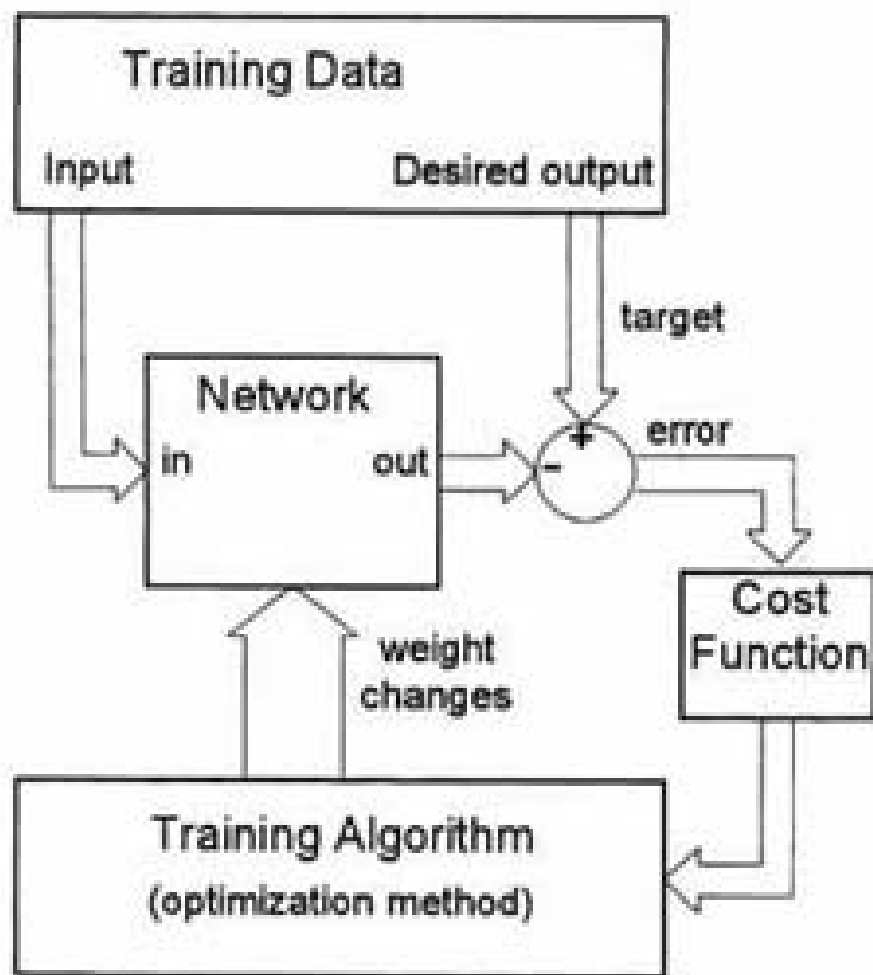 Training Data
Input
Desired output
target
Network
in
out
+
-
error
Cost
Function
weight
changes
Training Algorithm
(optimization method)